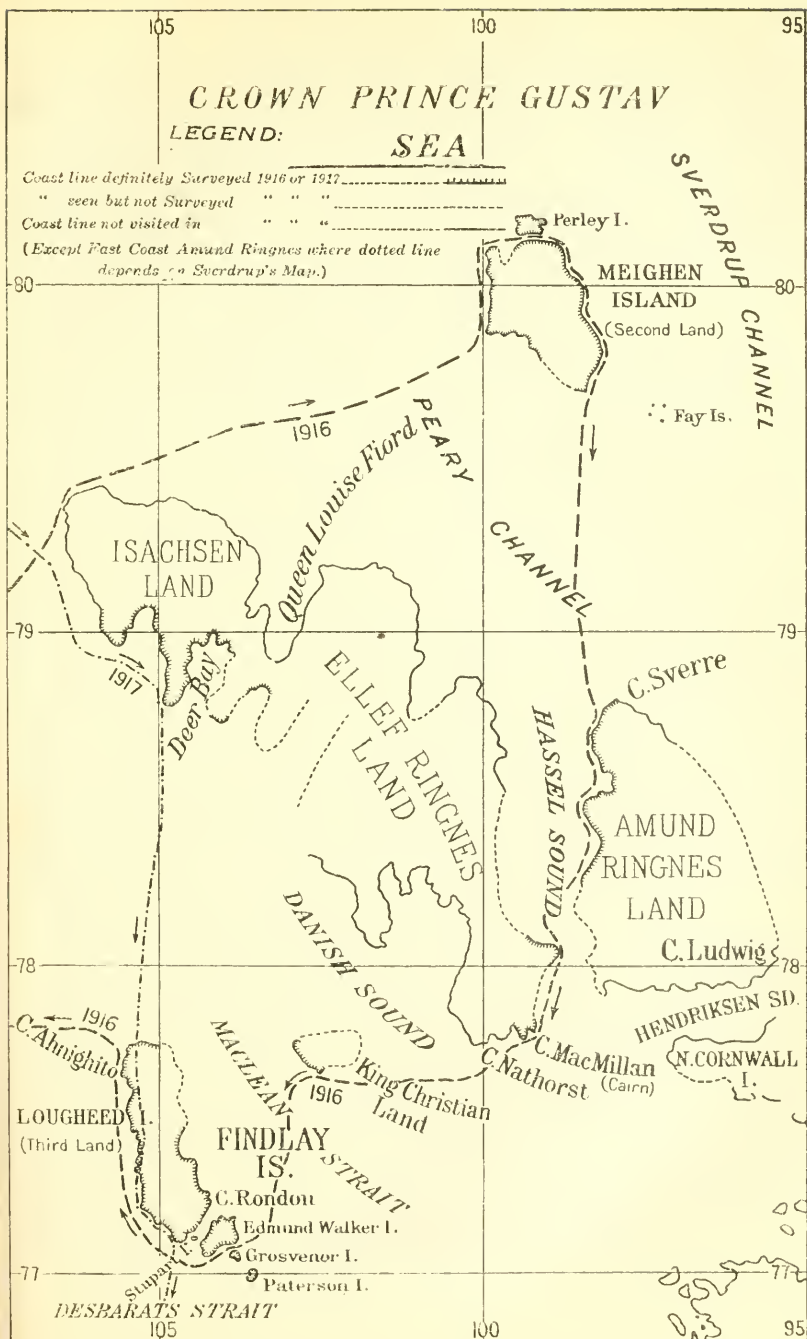 105
100
95
CROWN PRINCE GUSTAV
SEA
LEGEND:
Coast line definitely Surveyed 1916 or 1917
" seen but not Surveyed " " "
Coast line not visited in " " "
(Except East Coast Amund Ringnes where dotted line
depends on Sverdrup's Map.)
SVERDRUP CHANNEL
Perley I.
80
80
MEIGHEN
ISLAND
(Second Land)
Fay Is.
1916
PEARY
CHANNEL
Queen Louise Fiord
ISACHSEN
LAND
79
79
1917
Deer Bay
C. Sverre
ELLEF RINGNES
LAND
HASSEL SOUND
AMUND
RINGNES
LAND
DANISH SOUND
C. Ludwig
78
78
HENDRIKSEN SD.
1916
C. Ahnighito
MACLEAN
STRAIT
1916
King Christian
Land
C. MacMillan
(Cairn)
C. Nathorst
N. CORNWALL
I.
LOUGHEED I.
(Third Land)
FINDLAY
IS.
C. Rondon
Edmund Walker I.
Grosvenor I.
Stupart I.
77
77
Paterson I.
DESBARATS STRAIT
105
100
95